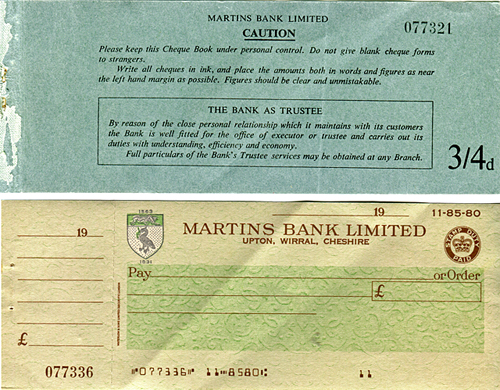 MARTINS BANK LIMITED
077321
CAUTION
Please keep this Cheque Book under personal control. Do not give blank cheque forms
to strangers.
Write all cheques in ink, and place the amounts both in words and figures as near
the left hand margin as possible. Figures should be clear and unmistakable.
THE BANK AS TRUSTEE
By reason of the close personal relationship which it maintains with its customers
the Bank is well fitted for the office of executor or trustee and carries out its
duties with understanding, efficiency and economy.
Full particulars of the Bank's Trustee services may be obtained at any Branch.
3/4d
19
19
11-85-80
1563
MARTINS BANK LIMITED
UPTON, WIRRAL, CHESHIRE
STAMP DUTY
PAID
1831
Pay
or Order
£
£
077336
⑈077336⑈ 11⑉8580⑆ 11